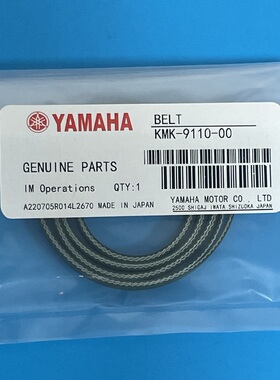 YAMAHA
BELT
KMK-9110-00
GENUINE PARTS
IM Operations QTY:1
YAMAHA MOTOR CO., LTD
A220705R014L2670 MADE IN JAPAN
2500 SHIGAI IWATA SHIZUOKA JAPAN